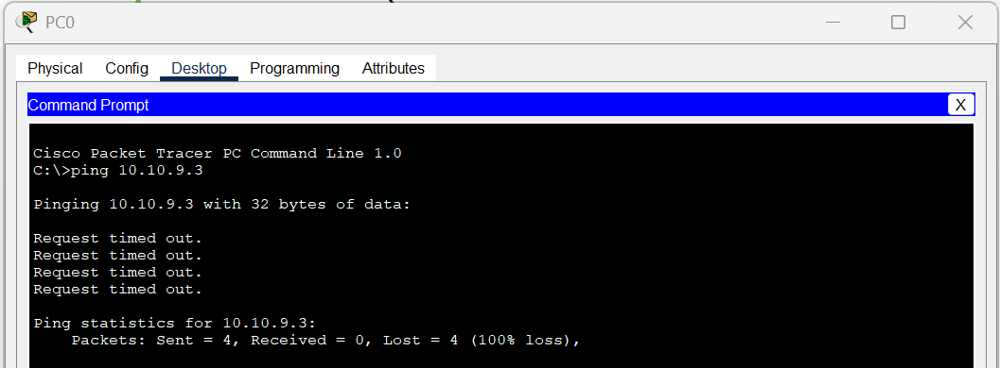 PC0
Physical Config Desktop Programming Attributes
Command Prompt
X
Cisco Packet Tracer PC Command Line 1.0
C:\>ping 10.10.9.3
Pinging 10.10.9.3 with 32 bytes of data:
Request timed out.
Request timed out.
Request timed out.
Request timed out.
Ping statistics for 10.10.9.3:
Packets: Sent = 4, Received = 0, Lost = 4 (100% loss),